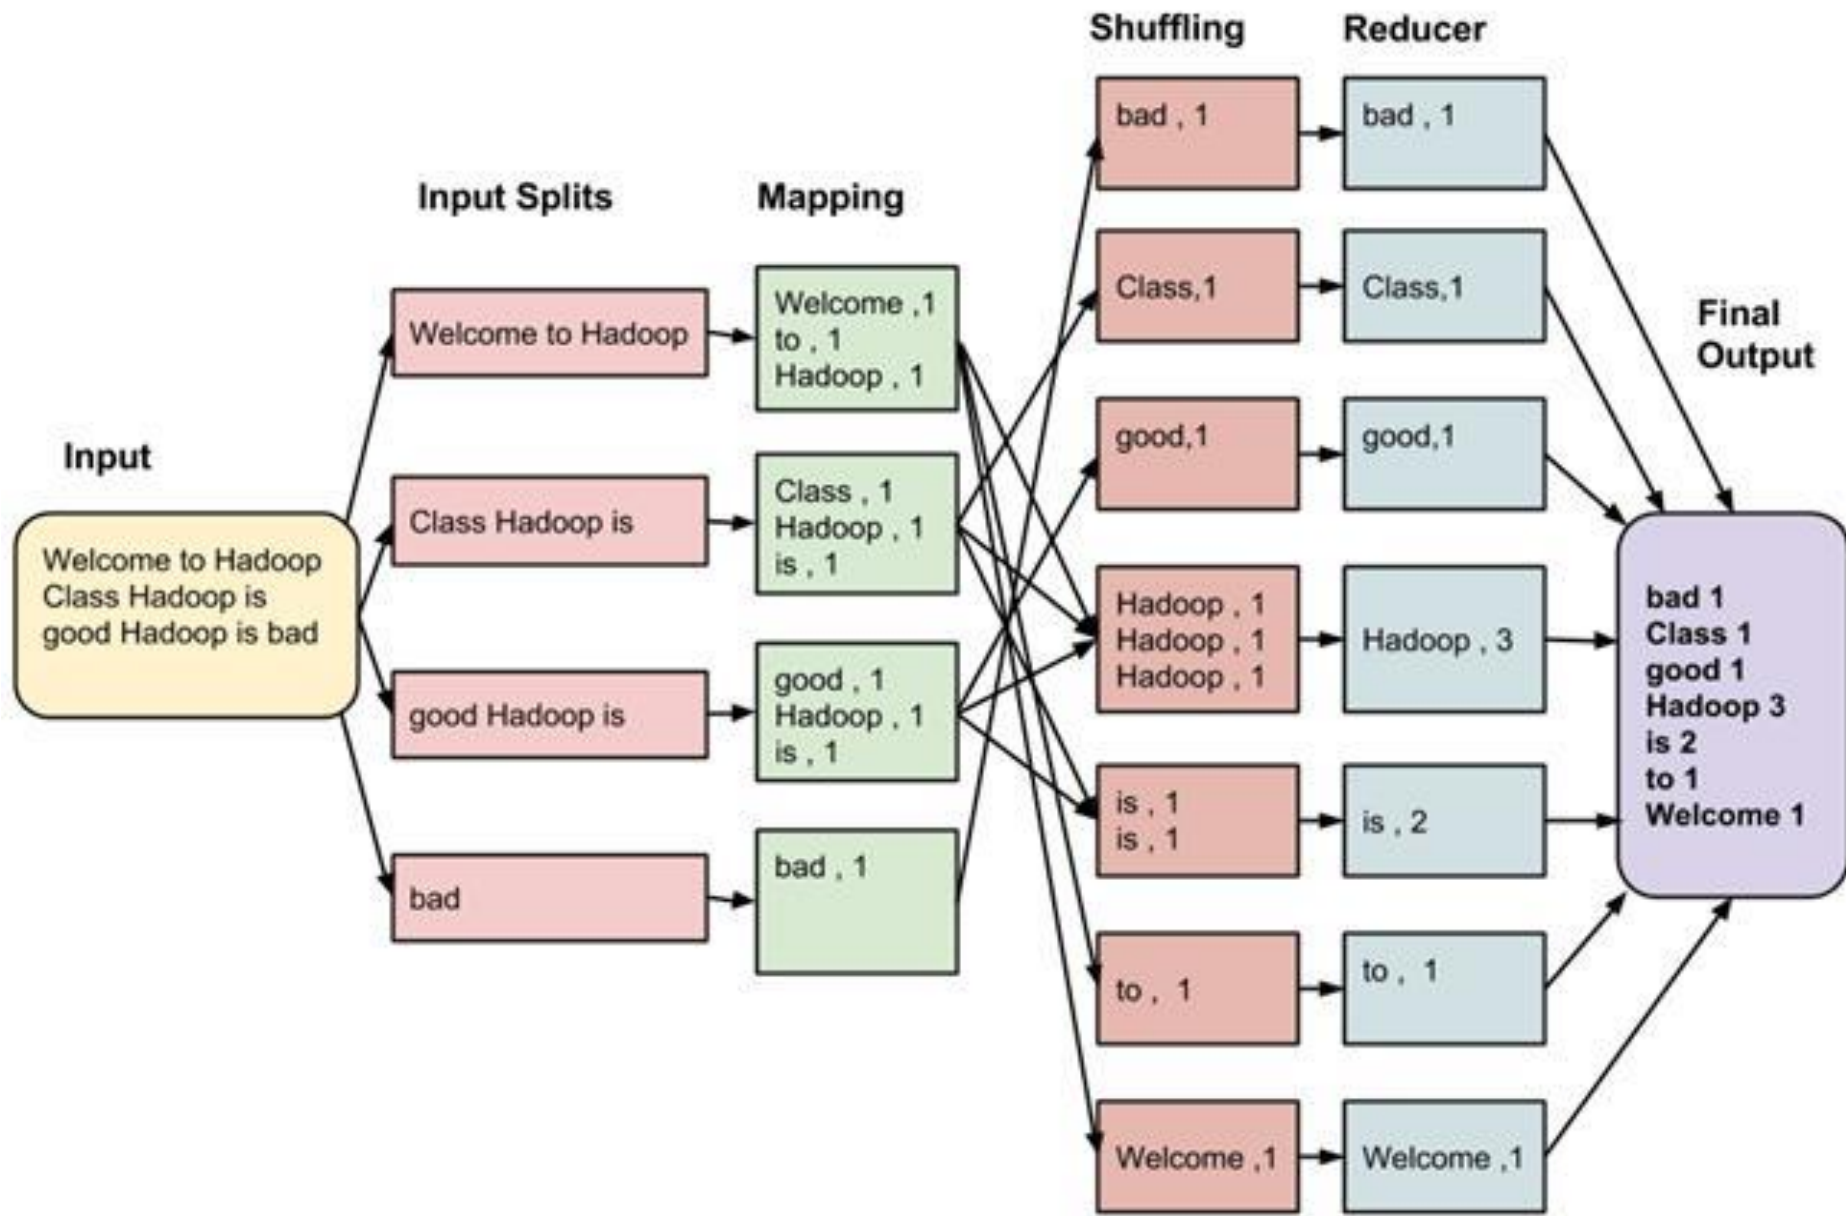 Input
Welcome to Hadoop
Class Hadoop is
good Hadoop is bad
Input Splits
Welcome to Hadoop
Class Hadoop is
good Hadoop is
bad
Mapping
Welcome ,1
to , 1
Hadoop , 1
Class , 1
Hadoop , 1
is , 1
good , 1
Hadoop , 1
is , 1
bad , 1
Shuffling
bad , 1
Class,1
good,1
Hadoop , 1
Hadoop , 1
Hadoop , 1
is , 1
is , 1
to , 1
Welcome ,1
Reducer
bad , 1
Class,1
good,1
Hadoop , 3
is , 2
to , 1
Welcome ,1
Final
Output
bad 1
Class 1
good 1
Hadoop 3
is 2
to 1
Welcome 1